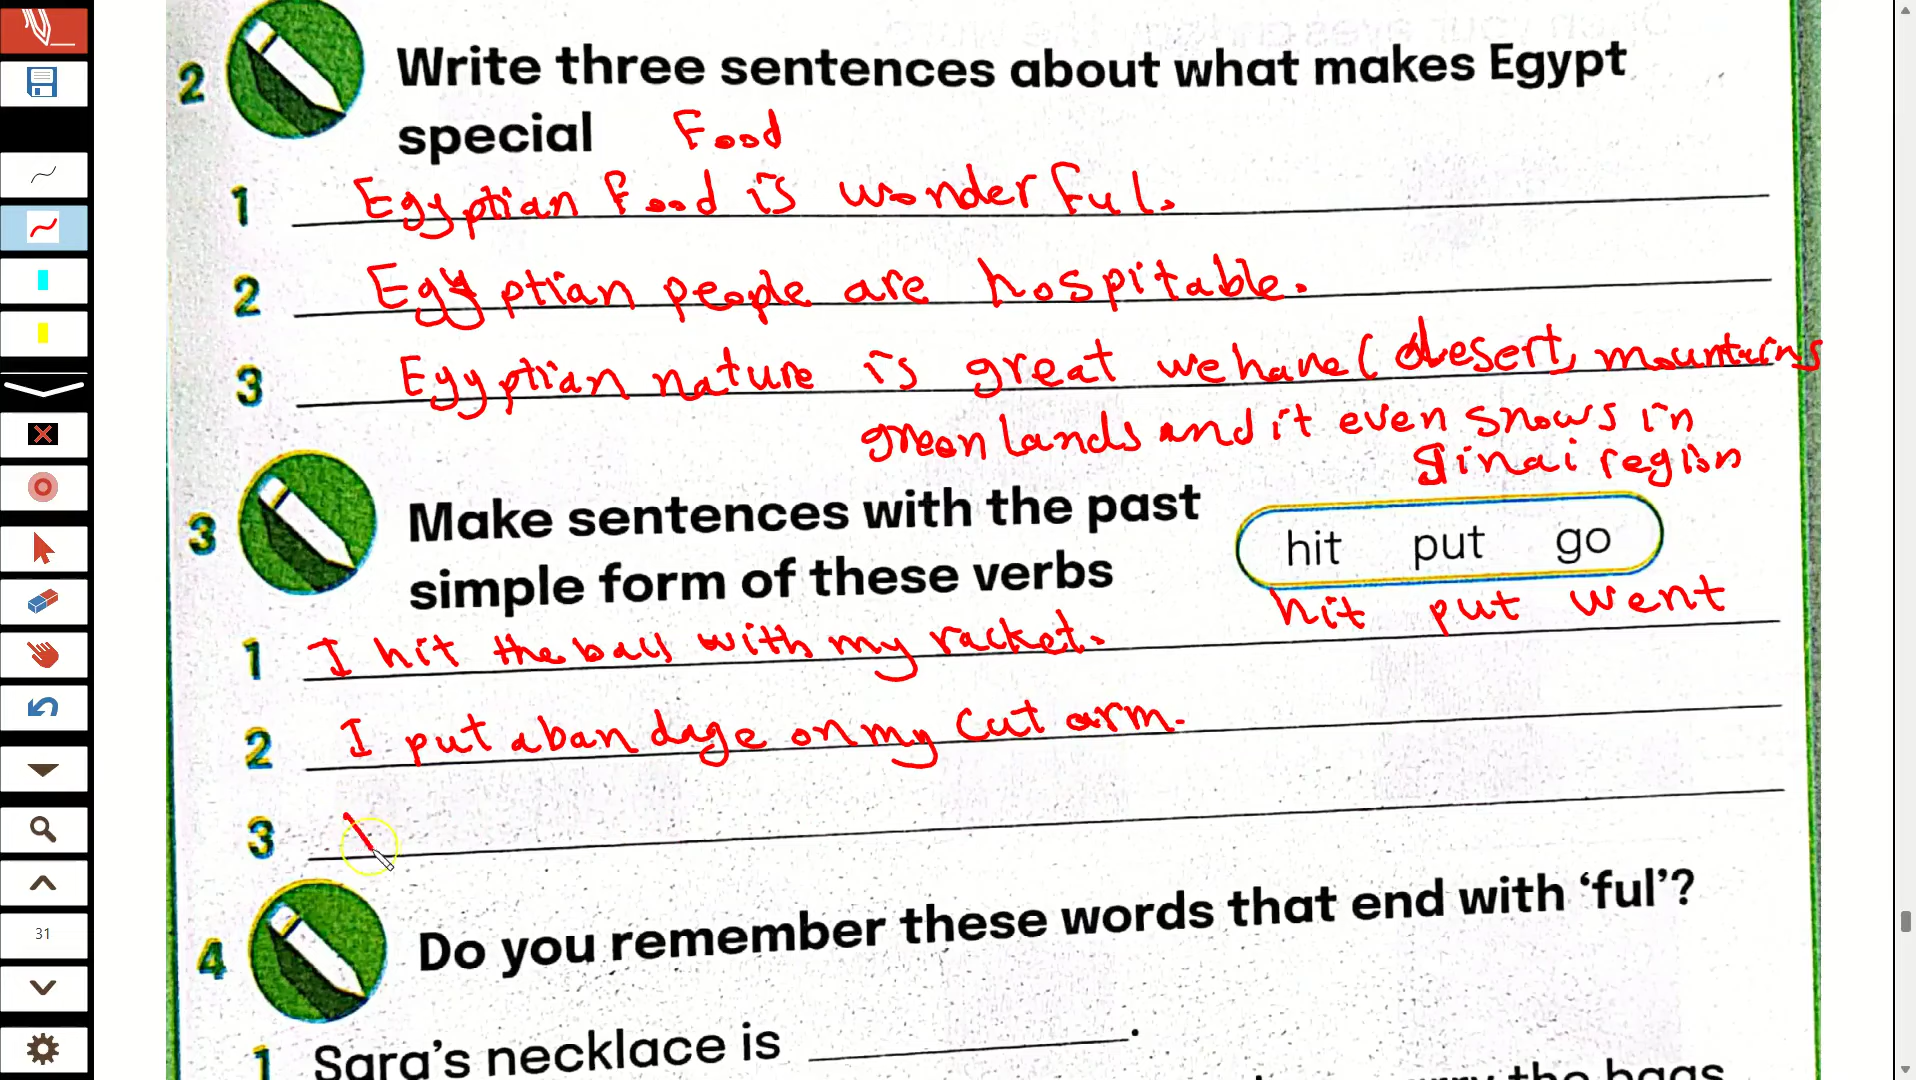 2 Write three sentences about what makes Egypt
special Food
1 Egyptian food is wonderful.
2 Egyptian people are hospitable.
3 Egyptian nature is great we have ( desert, mountains
green lands and it even snows in
Sinai region
3 Make sentences with the past
simple form of these verbs
hit put go
hit put went
1 I hit the ball with my racket.
2 I put a bandage on my cut arm.
3
4 Do you remember these words that end with ‘ful’?
1 Sara’s necklace is ________.
the bags
31